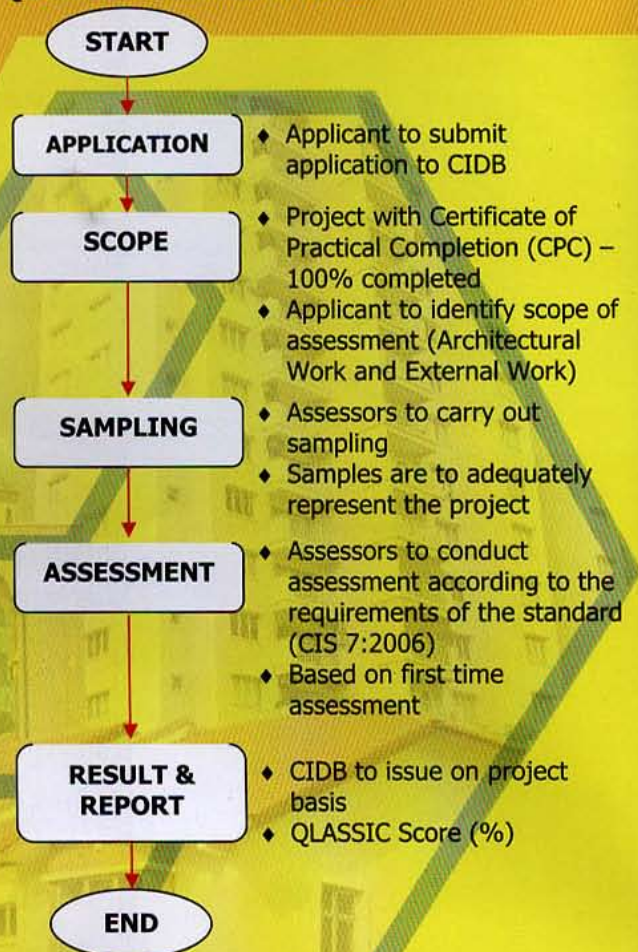 START
APPLICATION
♦ Applicant to submit
application to CIDB
SCOPE
♦ Project with Certificate of
Practical Completion (CPC) –
100% completed
♦ Applicant to identify scope of
assessment (Architectural
Work and External Work)
SAMPLING
♦ Assessors to carry out
sampling
♦ Samples are to adequately
represent the project
ASSESSMENT
♦ Assessors to conduct
assessment according to the
requirements of the standard
(CIS 7:2006)
♦ Based on first time
assessment
RESULT &
REPORT
♦ CIDB to issue on project
basis
♦ QLASSIC Score (%)
END